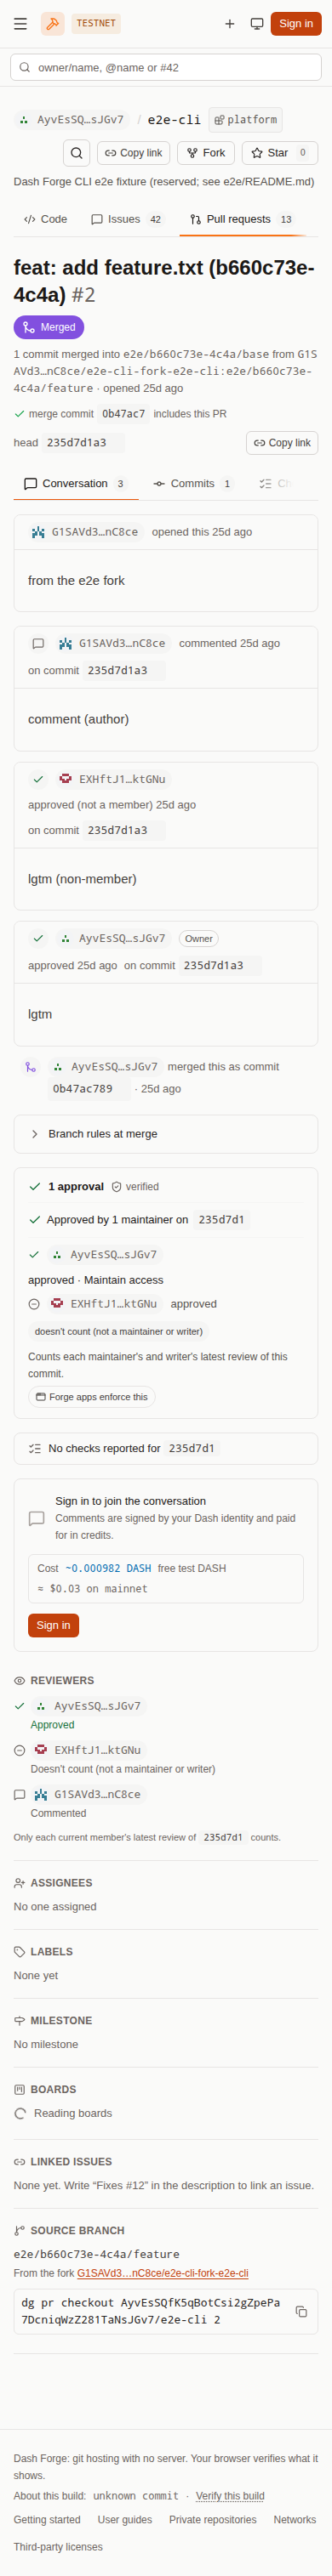 TESTNET
Sign in
owner/name, @name or #42
AyvEsSQ…sJGv7 / e2e-cli platform
Copy link Fork Star 0
Dash Forge CLI e2e fixture (reserved; see e2e/README.md)
Code Issues 42 Pull requests 13
feat: add feature.txt (b660c73e-
4c4a) #2
Merged
1 commit merged into e2e/b660c73e-4c4a/base from G1S
AVd3…nC8ce/e2e-cli-fork-e2e-cli:e2e/b660c73e-
4c4a/feature · opened 25d ago
merge commit 0b47ac7 includes this PR
head 235d7d1a3 Copy link
Conversation 3 Commits 1 Ch
G1SAVd3…nC8ce opened this 25d ago
from the e2e fork
G1SAVd3…nC8ce commented 25d ago
on commit 235d7d1a3
comment (author)
EXHftJ1…ktGNu
approved (not a member) 25d ago
on commit 235d7d1a3
lgtm (non-member)
AyvEsSQ…sJGv7 Owner
approved 25d ago on commit 235d7d1a3
lgtm
AyvEsSQ…sJGv7 merged this as commit
0b47ac789 · 25d ago
Branch rules at merge
1 approval verified
Approved by 1 maintainer on 235d7d1
AyvEsSQ…sJGv7
approved · Maintain access
EXHftJ1…ktGNu approved
doesn't count (not a maintainer or writer)
Counts each maintainer's and writer's latest review of this
commit.
Forge apps enforce this
No checks reported for 235d7d1
Sign in to join the conversation
Comments are signed by your Dash identity and paid
for in credits.
Cost ~0.000982 DASH free test DASH
≈ $0.03 on mainnet
Sign in
REVIEWERS
AyvEsSQ…sJGv7
Approved
EXHftJ1…ktGNu
Doesn't count (not a maintainer or writer)
G1SAVd3…nC8ce
Commented
Only each current member's latest review of 235d7d1 counts.
ASSIGNEES
No one assigned
LABELS
None yet
MILESTONE
No milestone
BOARDS
Reading boards
LINKED ISSUES
None yet. Write “Fixes #12” in the description to link an issue.
SOURCE BRANCH
e2e/b660c73e-4c4a/feature
From the fork G1SAVd3…nC8ce/e2e-cli-fork-e2e-cli
dg pr checkout AyvEsSQfK5qBotCsi2gZpePa
7DcniqWzZ281TaNsJGv7/e2e-cli 2
Dash Forge: git hosting with no server. Your browser verifies what it
shows.
About this build: unknown commit · Verify this build
Getting started User guides Private repositories Networks
Third-party licenses